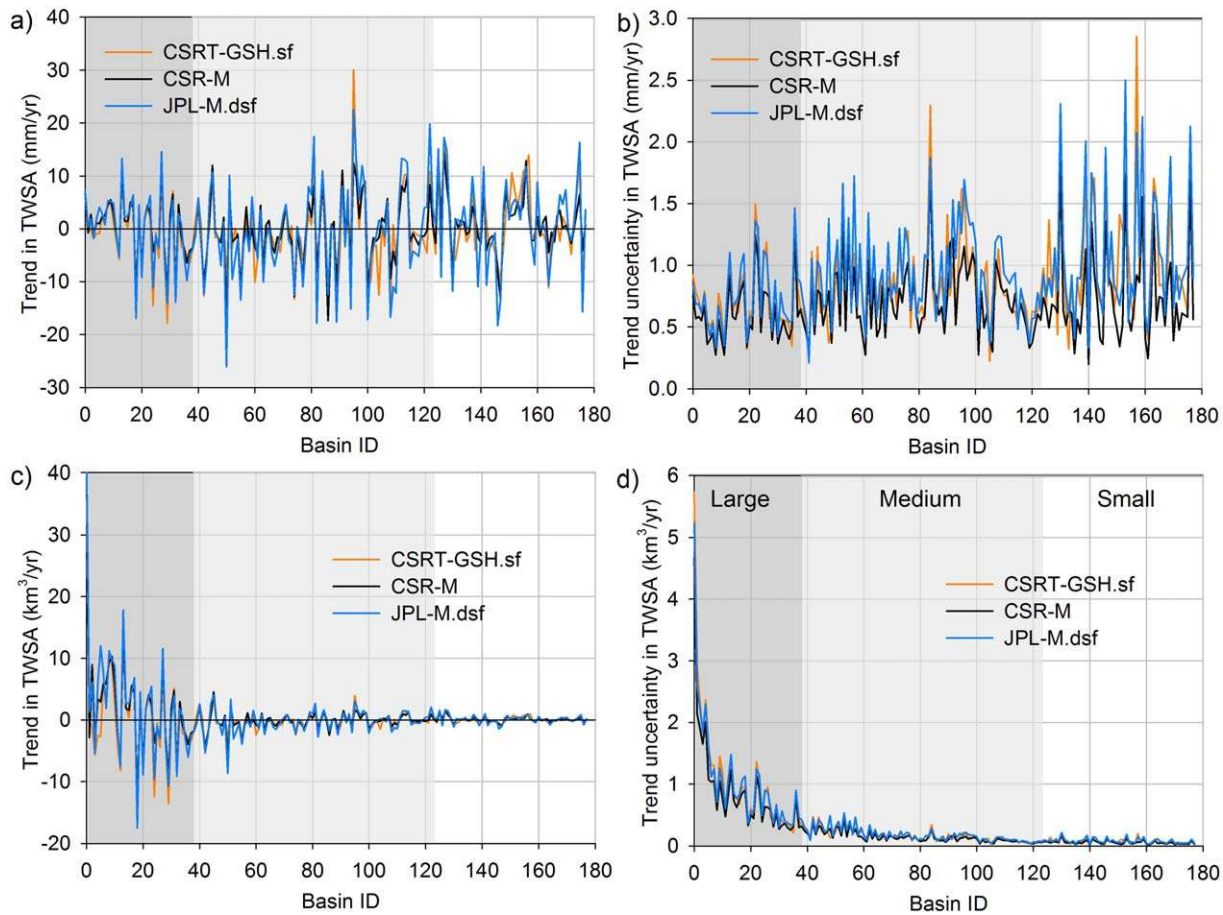 a)
Trend in TWSA (mm/yr)
40
30
20
10
0
-10
-20
-30
CSRT-GSH.sf
CSR-M
JPL-M.dsf
0 20 40 60 80 100 120 140 160 180
Basin ID
b)
Trend uncertainty in TWSA (mm/yr)
3.0
2.5
2.0
1.5
1.0
0.5
0.0
CSRT-GSH.sf
CSR-M
JPL-M.dsf
0 20 40 60 80 100 120 140 160 180
Basin ID
c)
Trend in TWSA (km³/yr)
40
30
20
10
0
-10
-20
CSRT-GSH.sf
CSR-M
JPL-M.dsf
0 20 40 60 80 100 120 140 160 180
Basin ID
d)
Trend uncertainty in TWSA (km³/yr)
6
5
4
3
2
1
0
Large Medium Small
CSRT-GSH.sf
CSR-M
JPL-M.dsf
0 20 40 60 80 100 120 140 160 180
Basin ID